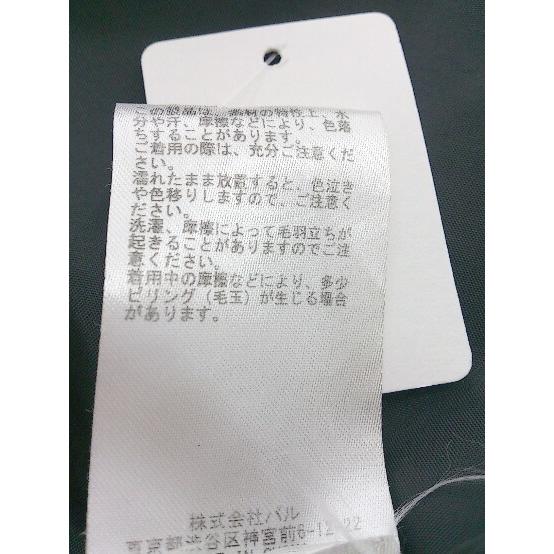 この製品は、素材の特性上、水
分や汗、摩擦などにより、色落
ちすることがあります。
ご着用の際は、充分ご注意くだ
さい。
濡れたまま放置すると、色泣き
や色移りしますので、ご注意く
ださい。
洗濯、摩擦によって毛羽立ちが
起きることがありますのでご注
意ください。
着用中の摩擦などにより、多少
ピリング（毛玉）が生じる場合
があります。
株式会社パル
東京都渋谷区神宮前6-12-22